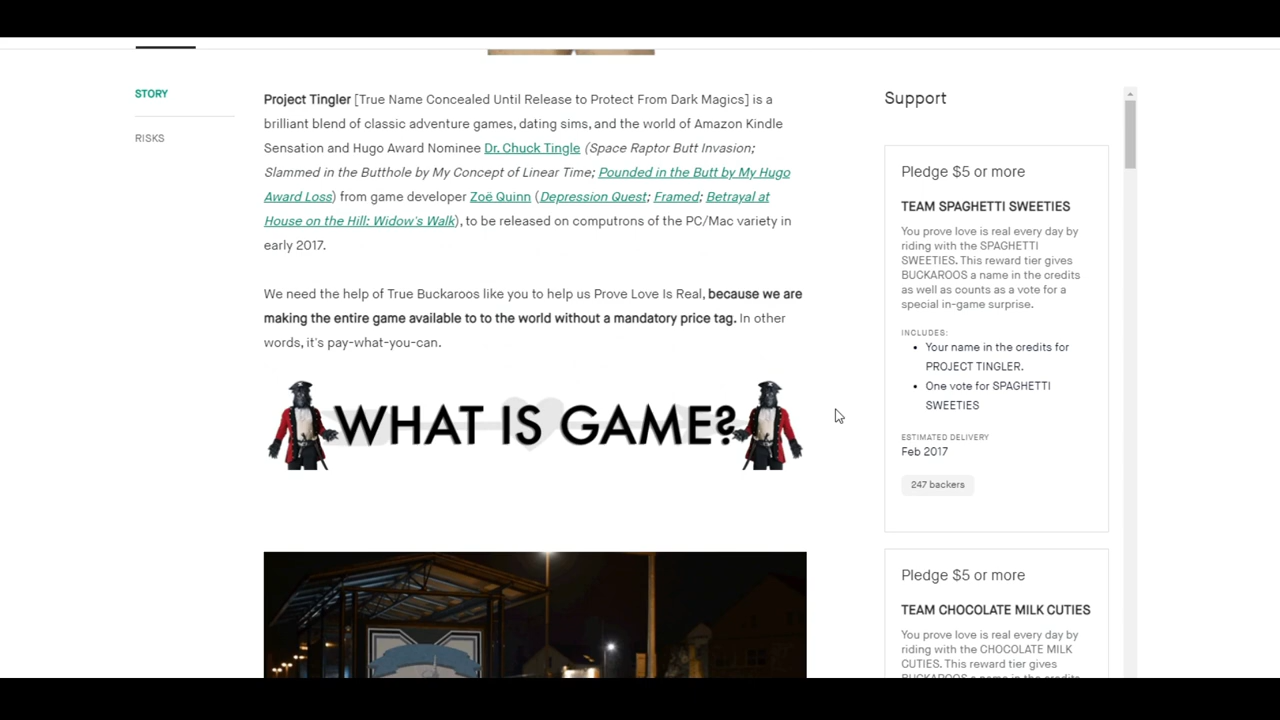 STORY
RISKS
Project Tingler [True Name Concealed Until Release to Protect From Dark Magics] is a
brilliant blend of classic adventure games, dating sims, and the world of Amazon Kindle
Sensation and Hugo Award Nominee Dr. Chuck Tingle (Space Raptor Butt Invasion;
Slammed in the Butthole by My Concept of Linear Time; Pounded in the Butt by My Hugo
Award Loss) from game developer Zoë Quinn (Depression Quest; Framed; Betrayal at
House on the Hill: Widow's Walk), to be released on computrons of the PC/Mac variety in
early 2017.
We need the help of True Buckaroos like you to help us Prove Love Is Real, because we are
making the entire game available to to the world without a mandatory price tag. In other
words, it's pay-what-you-can.
WHAT IS GAME?
Support
Pledge $5 or more
TEAM SPAGHETTI SWEETIES
You prove love is real every day by
riding with the SPAGHETTI
SWEETIES. This reward tier gives
BUCKAROOS a name in the credits
as well as counts as a vote for a
special in-game surprise.
INCLUDES:
• Your name in the credits for
PROJECT TINGLER.
• One vote for SPAGHETTI
SWEETIES
ESTIMATED DELIVERY
Feb 2017
247 backers
Pledge $5 or more
TEAM CHOCOLATE MILK CUTIES
You prove love is real every day by
riding with the CHOCOLATE MILK
CUTIES. This reward tier gives
BUCKAROOS a name in the credits